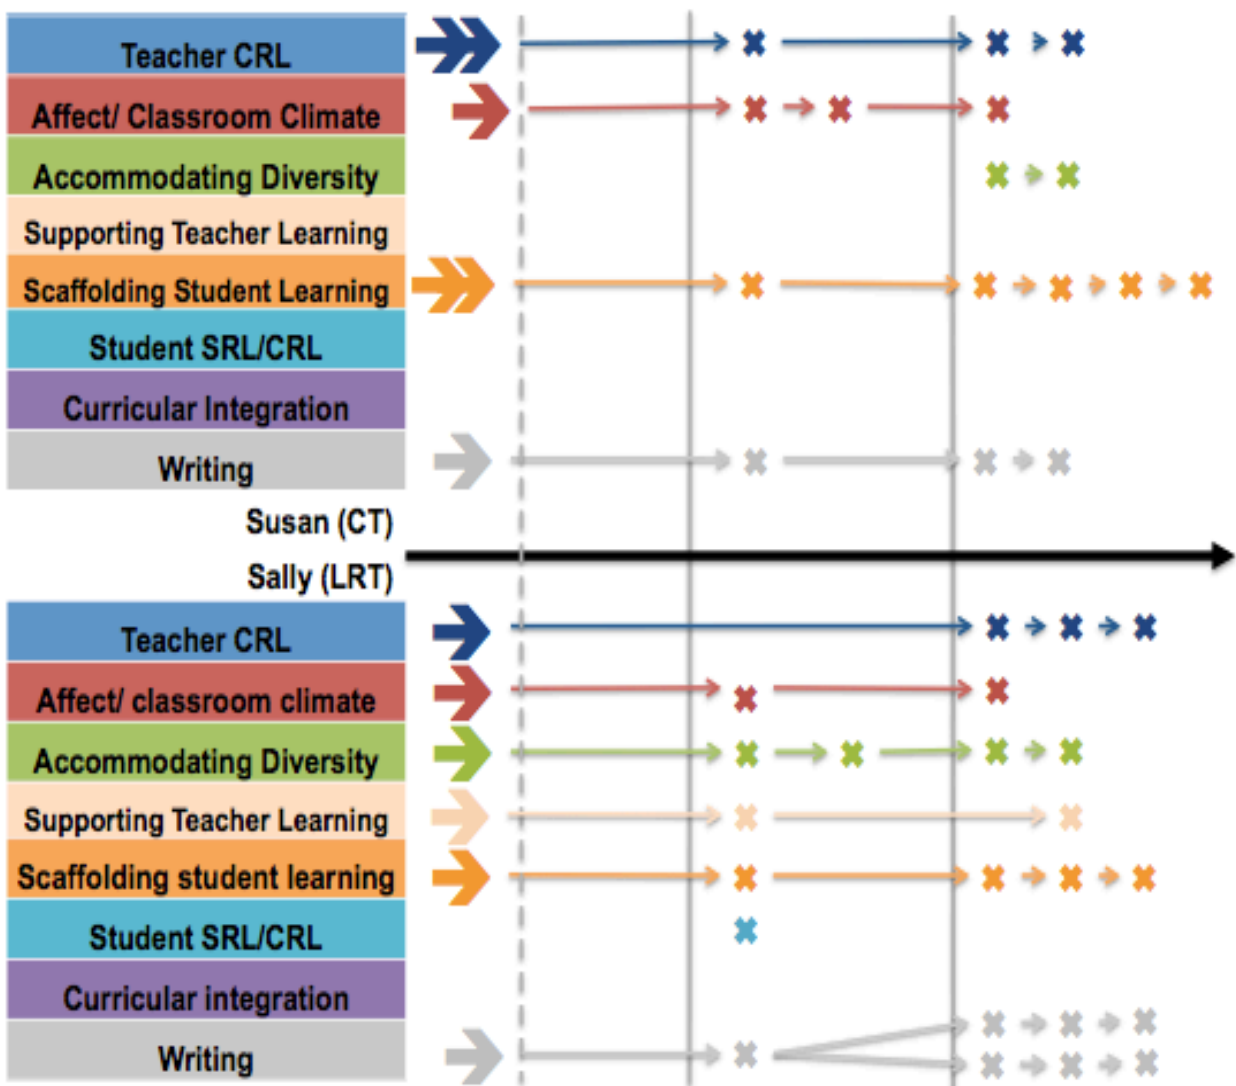 Teacher CRL
Affect/ Classroom Climate
Accommodating Diversity
Supporting Teacher Learning
Scaffolding Student Learning
Student SRL/CRL
Curricular Integration
Writing
Susan (CT)
Sally (LRT)
Teacher CRL
Affect/ classroom climate
Accommodating Diversity
Supporting Teacher Learning
Scaffolding student learning
Student SRL/CRL
Curricular integration
Writing